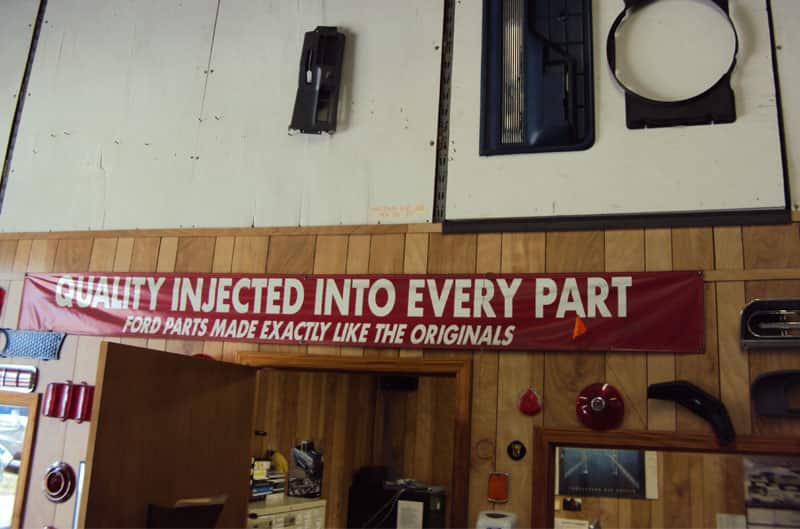 QUALITY INJECTED INTO EVERY PART
FORD PARTS MADE EXACTLY LIKE THE ORIGINALS